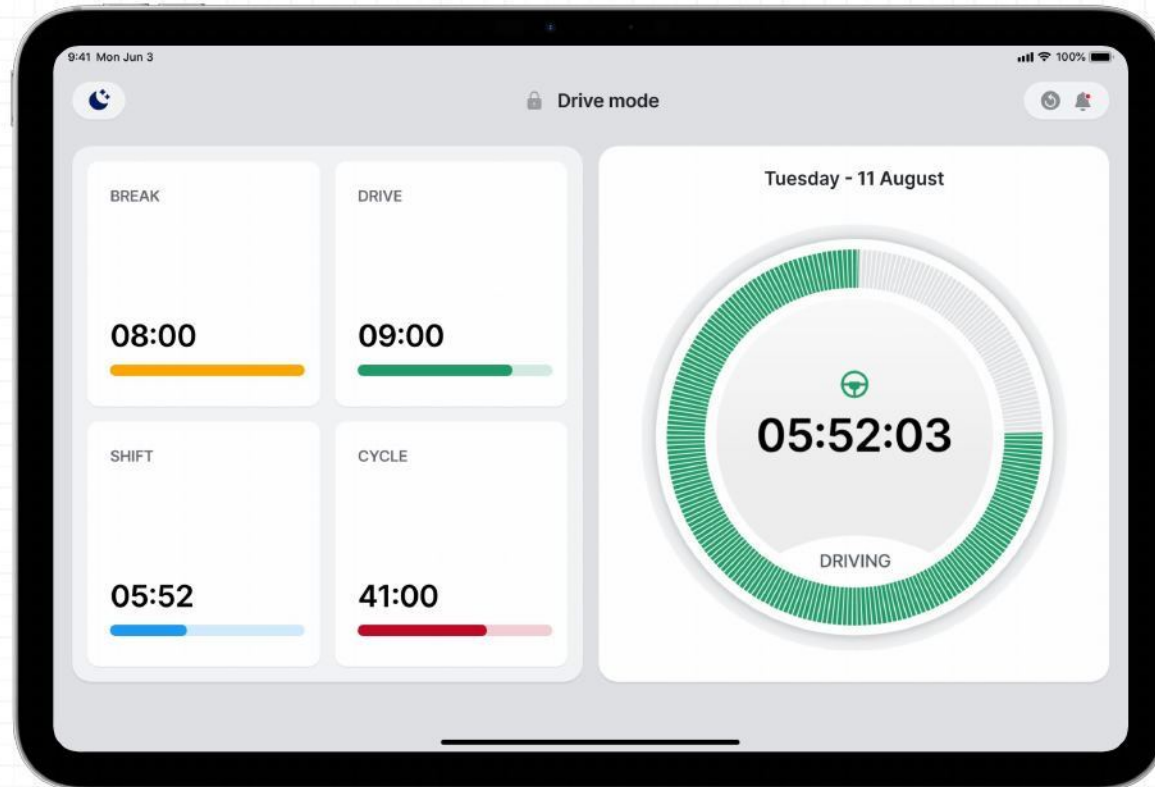 9:41 Mon Jun 3
100%
Drive mode
BREAK
08:00
DRIVE
09:00
SHIFT
05:52
CYCLE
41:00
Tuesday - 11 August
05:52:03
DRIVING